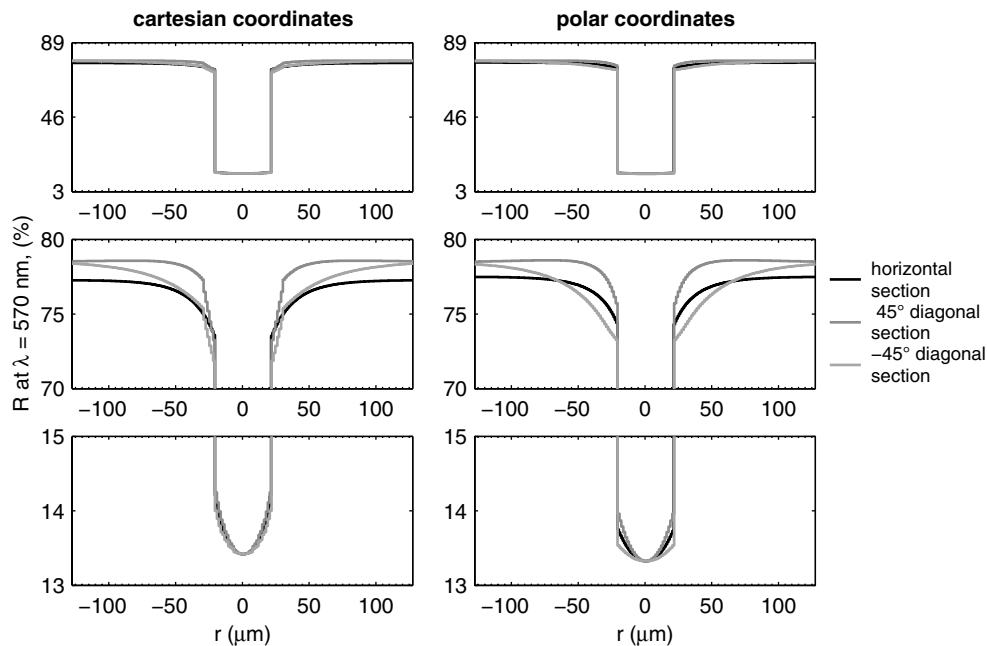 cartesian coordinates
polar coordinates
89
46
3
−100 −50 0 50 100
89
46
3
−100 −50 0 50 100
R at λ = 570 nm, (%)
80
75
70
−100 −50 0 50 100
80
75
70
−100 −50 0 50 100
horizontal
section
45° diagonal
section
−45° diagonal
section
15
14
13
−100 −50 0 50 100
r (μm)
15
14
13
−100 −50 0 50 100
r (μm)